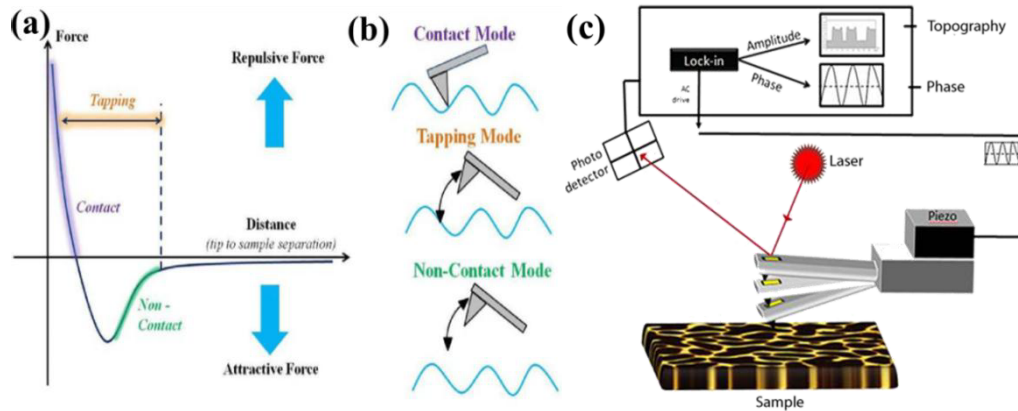 (a)
Force
Repulsive Force
Tapping
Contact
Distance
(tip to sample separation)
Non -
Contact
Attractive Force
(b)
Contact Mode
Tapping Mode
Non-Contact Mode
(c)
Topography
Amplitude
Lock-in
Phase
Phase
AC
drive
Photo
detector
Laser
Piezo
Sample